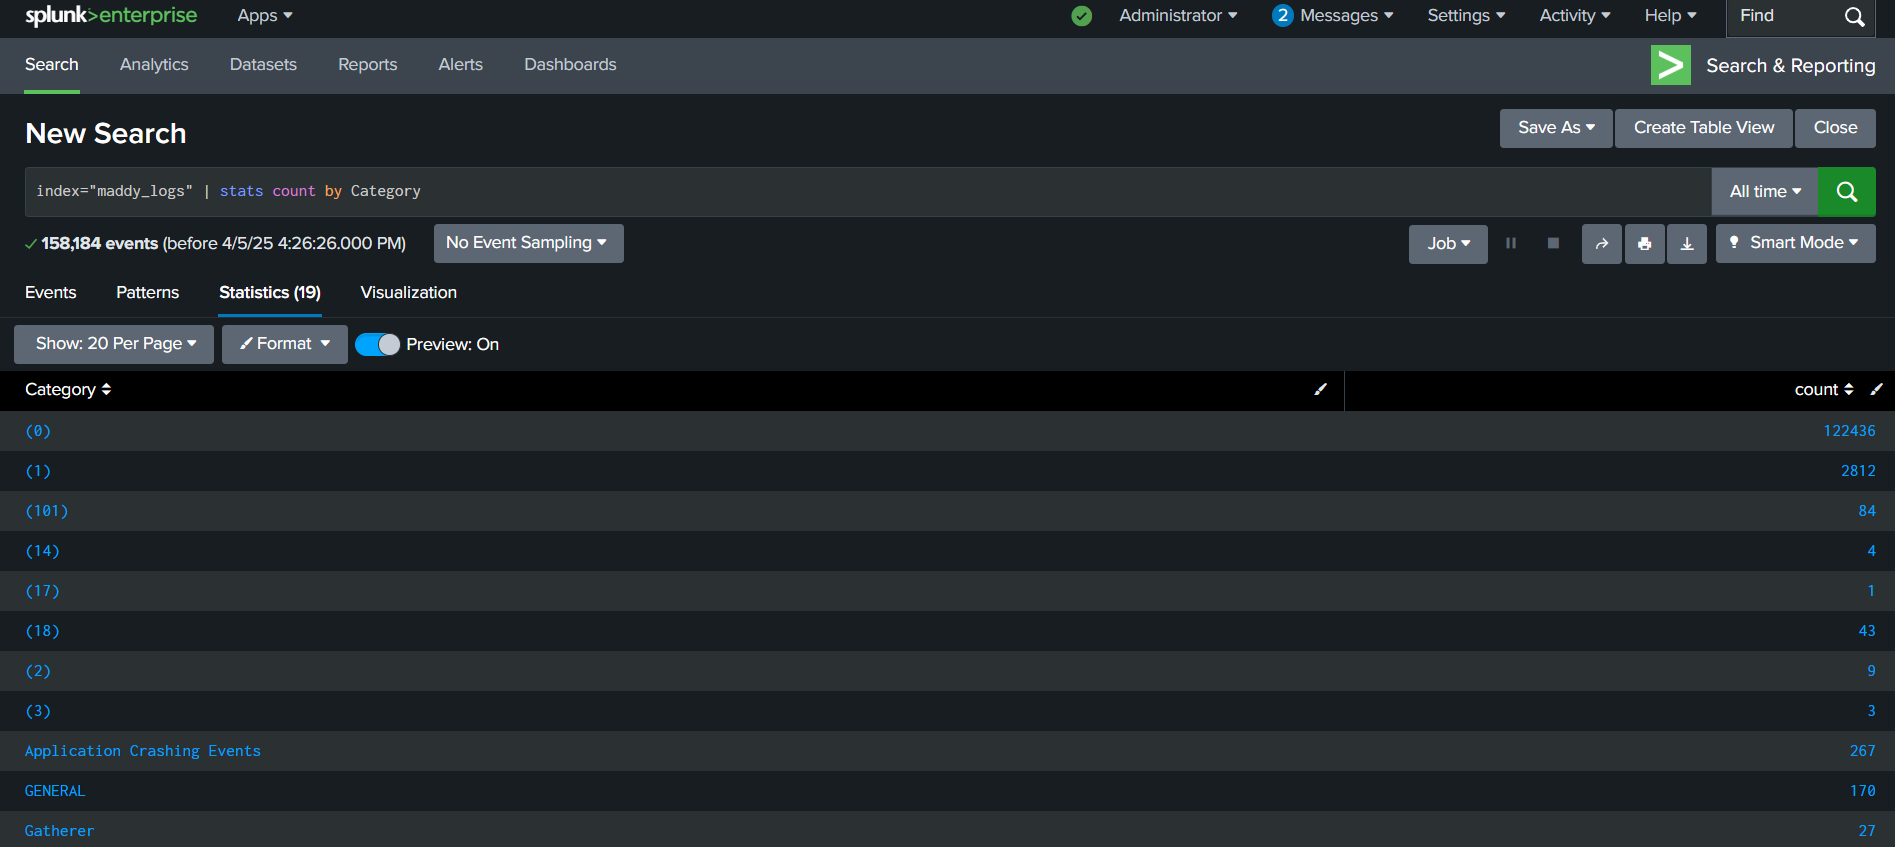 splunk>enterprise Apps Administrator 2 Messages Settings Activity Help Find
Search Analytics Datasets Reports Alerts Dashboards > Search & Reporting
New Search Save As Create Table View Close
index="maddy_logs" | stats count by Category All time
158,184 events (before 4/5/25 4:26:26.000 PM) No Event Sampling Job Smart Mode
Events Patterns Statistics (19) Visualization
Show: 20 Per Page Format Preview: On
Category count
(0) 122436
(1) 2812
(101) 84
(14) 4
(17) 1
(18) 43
(2) 9
(3) 3
Application Crashing Events 267
GENERAL 170
Gatherer 27